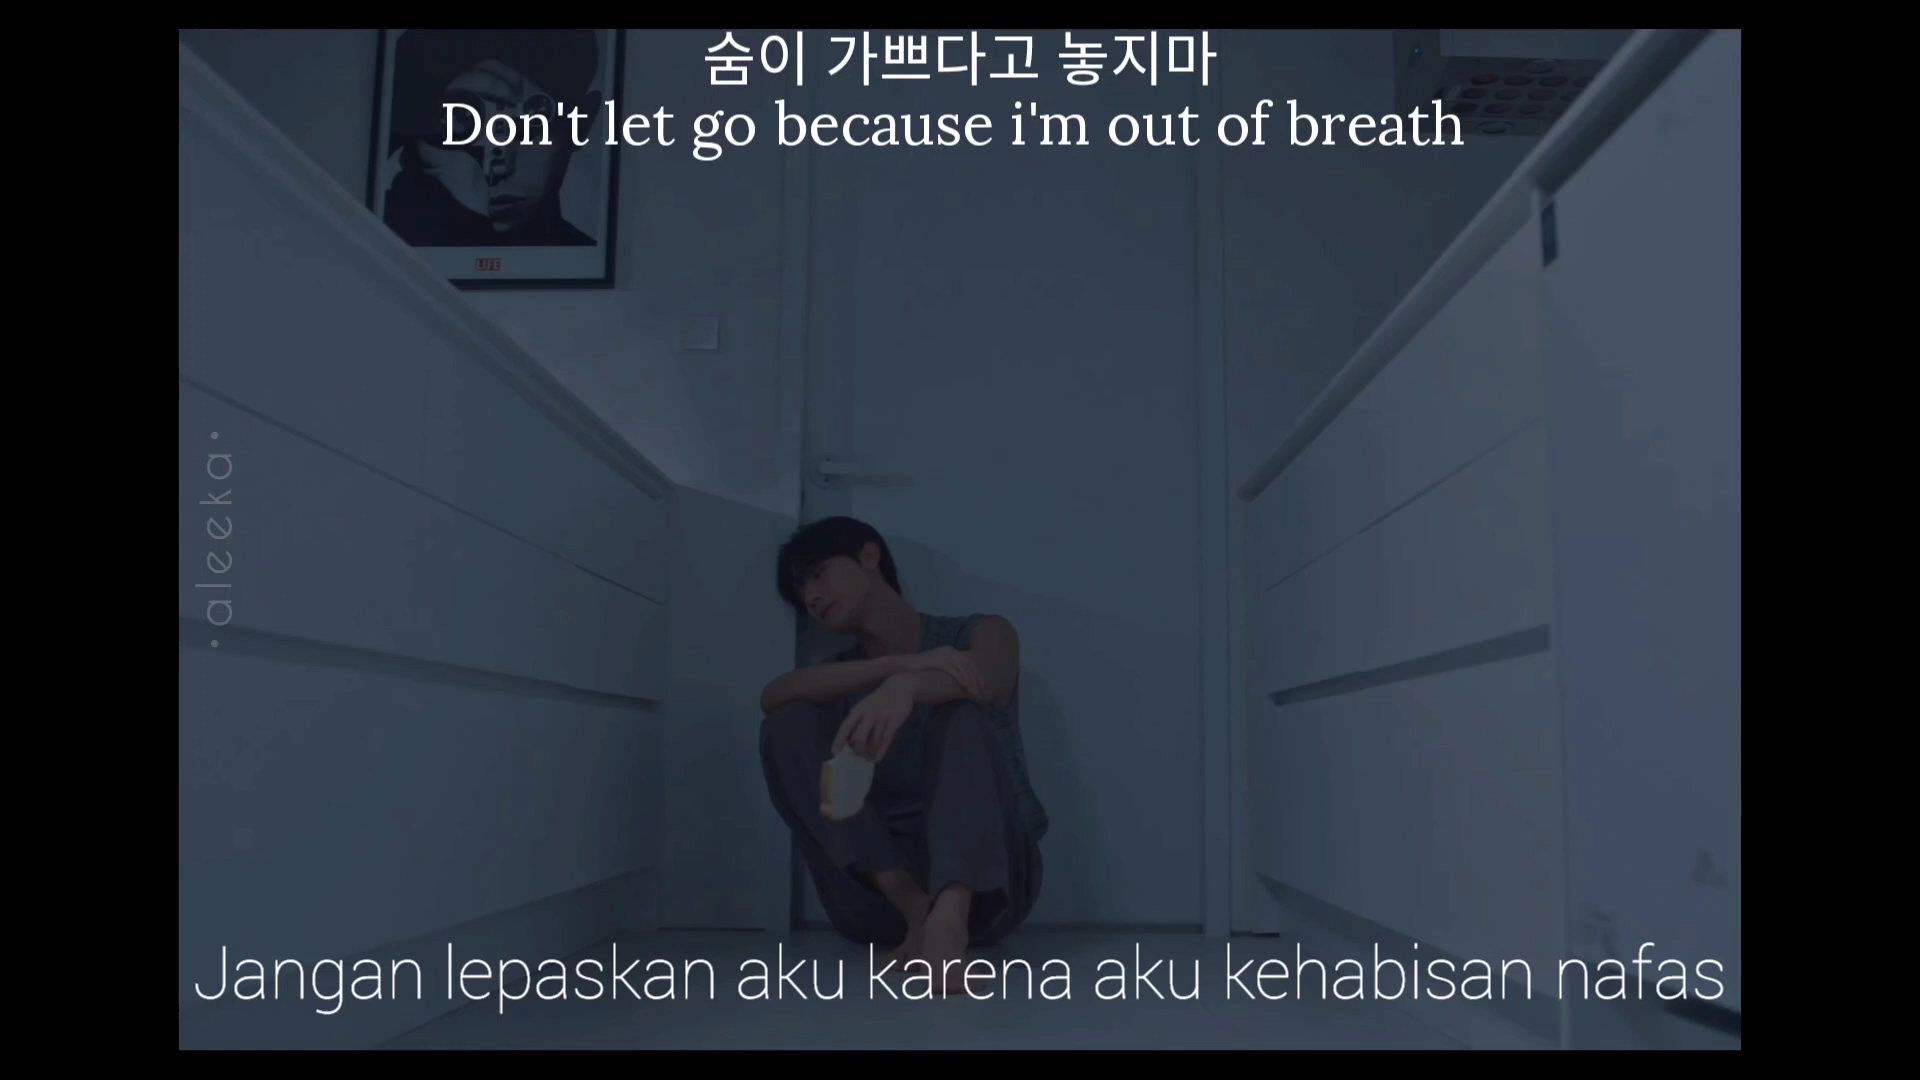 숨이 가쁘다고 놓지마
Don't let go because i'm out of breath
LIFE
•aleeka•
Jangan lepaskan aku karena aku kehabisan nafas